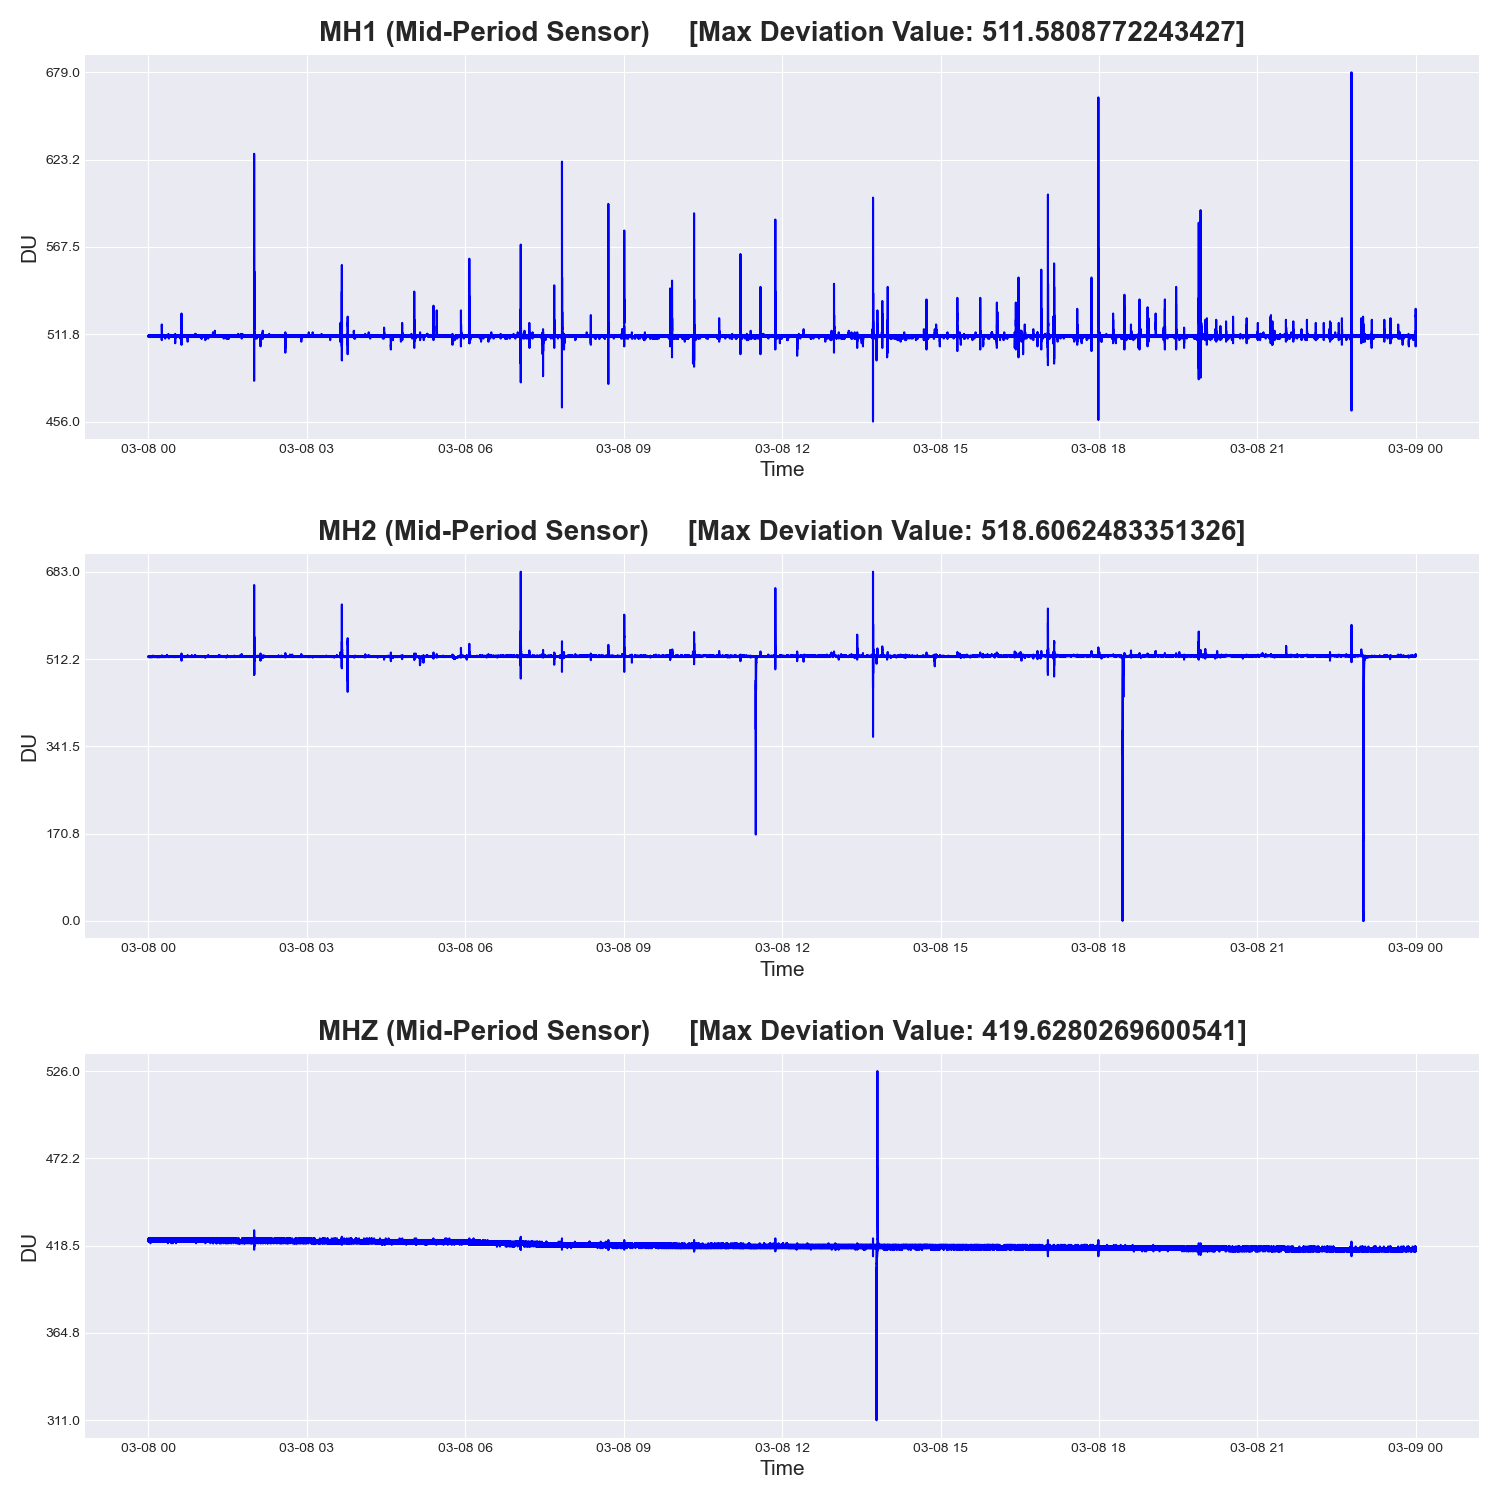 MH1 (Mid-Period Sensor) [Max Deviation Value: 511.5808772243427]
679.0
623.2
567.5
511.8
456.0
DU
03-08 00 03-08 03 03-08 06 03-08 09 03-08 12 03-08 15 03-08 18 03-08 21 03-09 00
Time
MH2 (Mid-Period Sensor) [Max Deviation Value: 518.6062483351326]
683.0
512.2
341.5
170.8
0.0
DU
03-08 00 03-08 03 03-08 06 03-08 09 03-08 12 03-08 15 03-08 18 03-08 21 03-09 00
Time
MHZ (Mid-Period Sensor) [Max Deviation Value: 419.6280269600541]
526.0
472.2
418.5
364.8
311.0
DU
03-08 00 03-08 03 03-08 06 03-08 09 03-08 12 03-08 15 03-08 18 03-08 21 03-09 00
Time